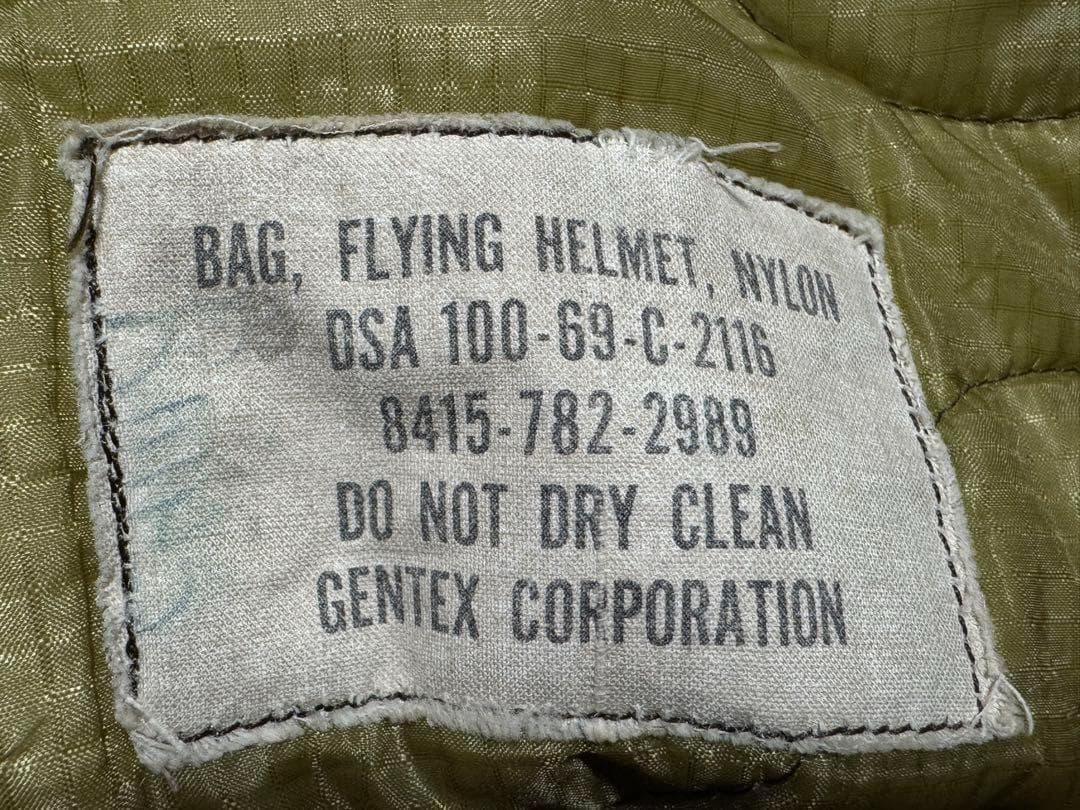 BAG, FLYING HELMET, NYLON
DSA 100-69-C-2116
8415-782-2989
DO NOT DRY CLEAN
GENTEX CORPORATION